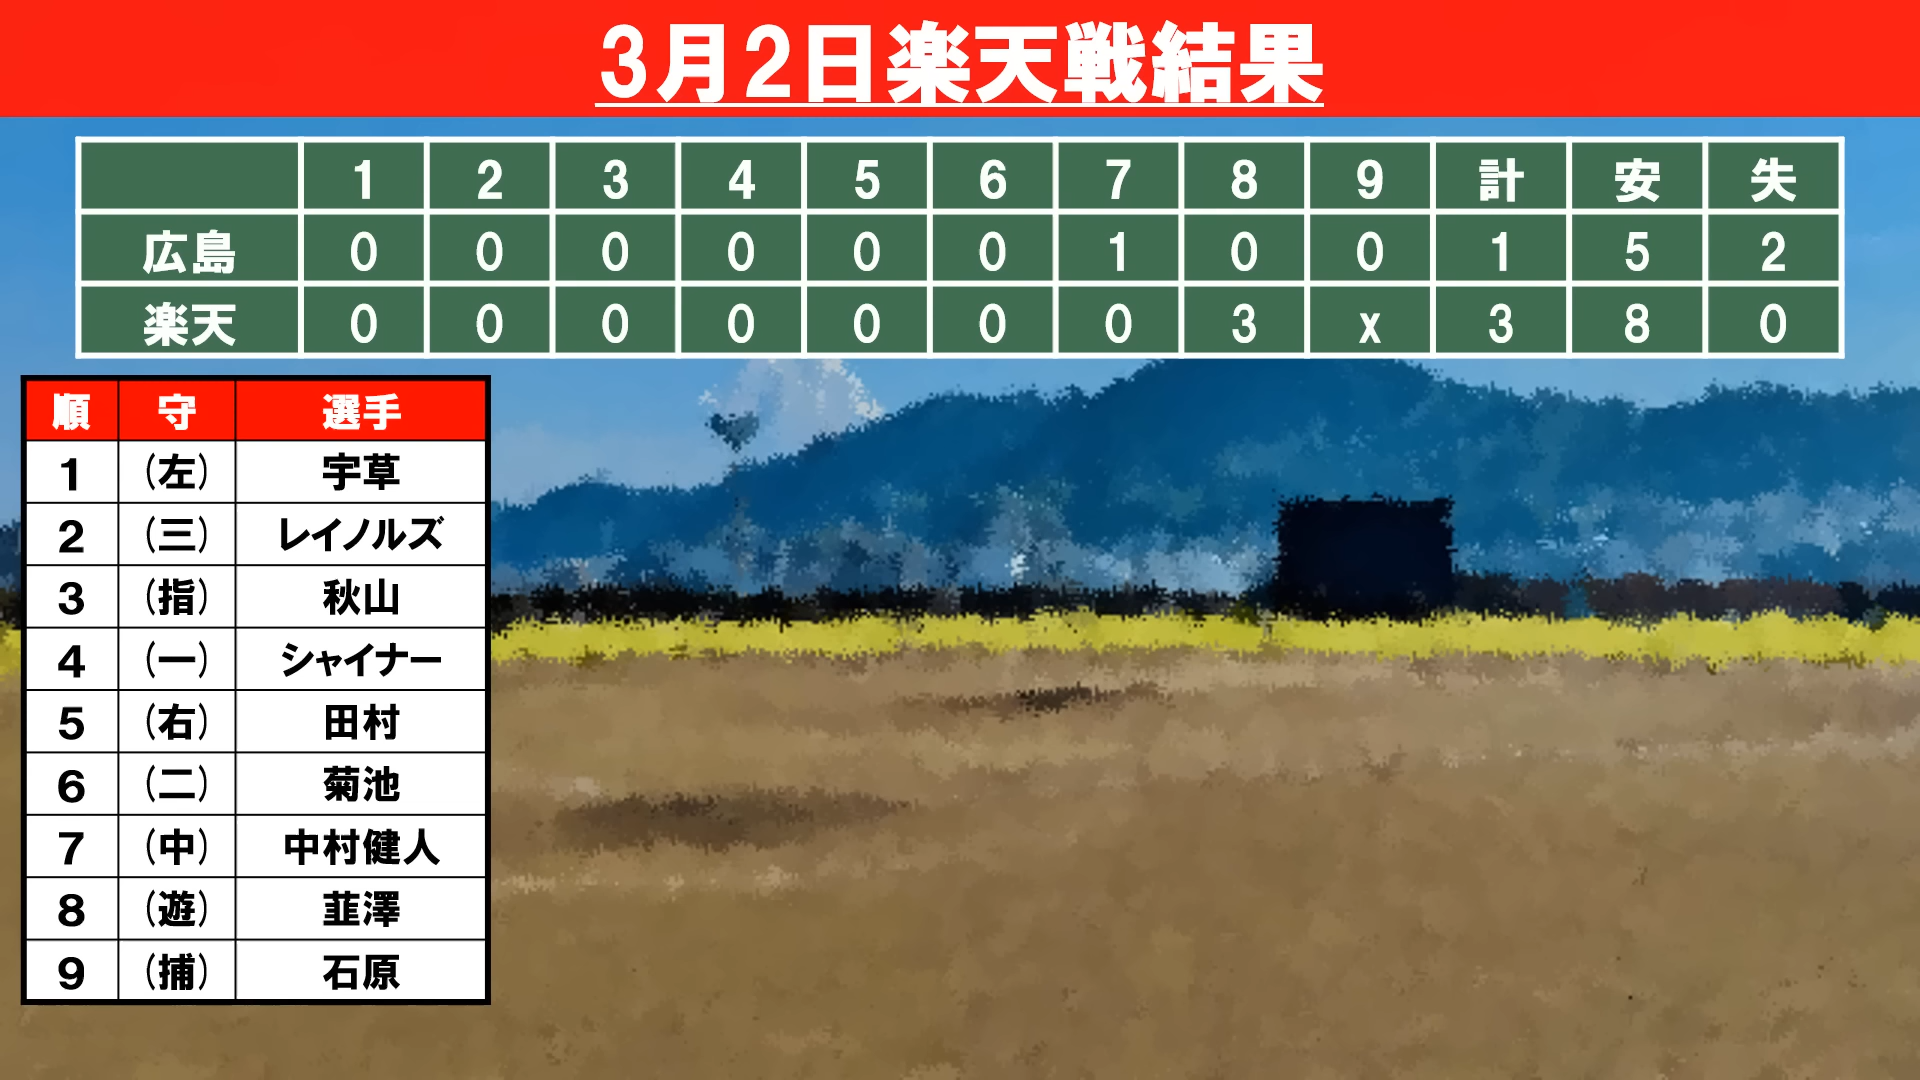 3月2日楽天戦結果
1 2 3 4 5 6 7 8 9 計 安 失
広島 0 0 0 0 0 0 1 0 0 1 5 2
楽天 0 0 0 0 0 0 0 3 x 3 8 0
順 守 選手
1 (左) 宇草
2 (三) レイノルズ
3 (指) 秋山
4 (一) シャイナー
5 (右) 田村
6 (二) 菊池
7 (中) 中村健人
8 (遊) 韮澤
9 (捕) 石原